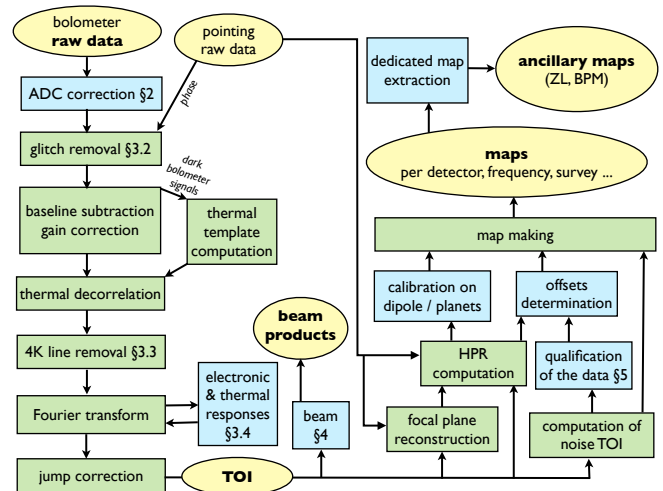 bolometer
raw data
pointing
raw data
ADC correction §2
phase
glitch removal §3.2
dark
bolometer
signals
baseline subtraction
gain correction
thermal
template
computation
thermal decorrelation
4K line removal §3.3
Fourier transform
electronic
& thermal
responses
§3.4
jump correction
TOI
beam
products
beam
§4
dedicated map
extraction
ancillary maps
(ZL, BPM)
maps
per detector, frequency, survey ...
map making
calibration on
dipole / planets
offsets
determination
HPR
computation
qualification
of the data §5
focal plane
reconstruction
computation of
noise TOI